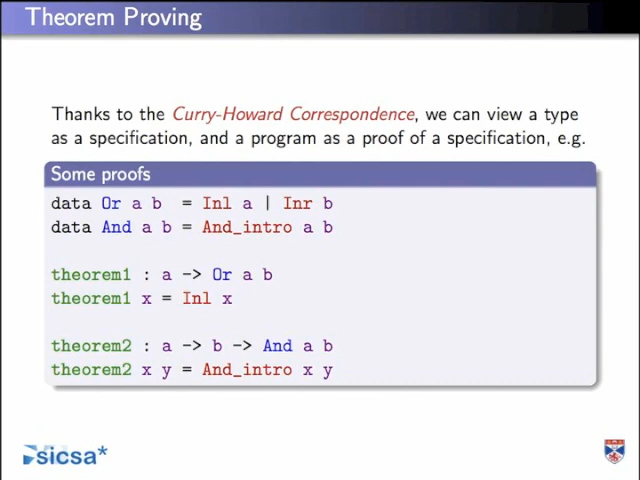 Theorem Proving
Thanks to the Curry-Howard Correspondence, we can view a type
as a specification, and a program as a proof of a specification, e.g.
Some proofs
data Or a b  = Inl a | Inr b
data And a b = And_intro a b
theorem1 : a -> Or a b
theorem1 x = Inl x
theorem2 : a -> b -> And a b
theorem2 x y = And_intro x y
sicsa*